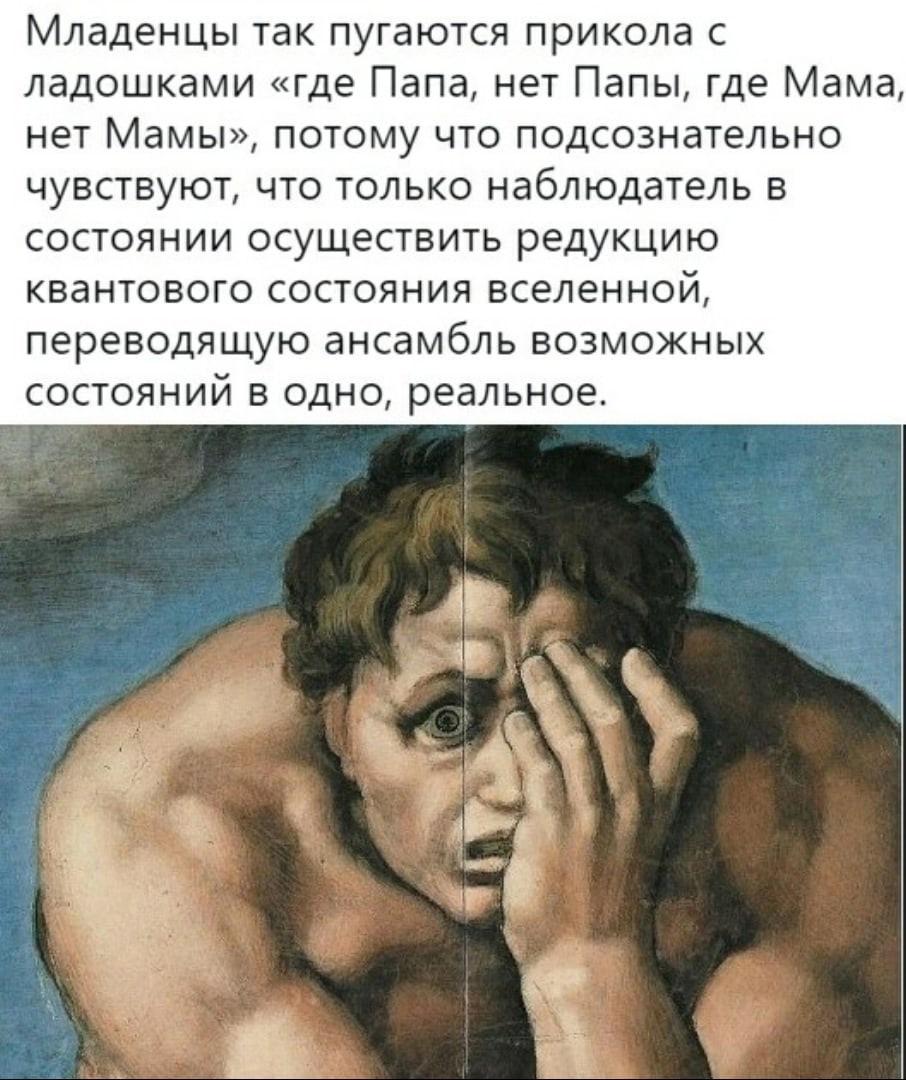 Младенцы так пугаются прикола с
ладошками «где Папа, нет Папы, где Мама,
нет Мамы», потому что подсознательно
чувствуют, что только наблюдатель в
состоянии осуществить редукцию
квантового состояния вселенной,
переводящую ансамбль возможных
состояний в одно, реальное.